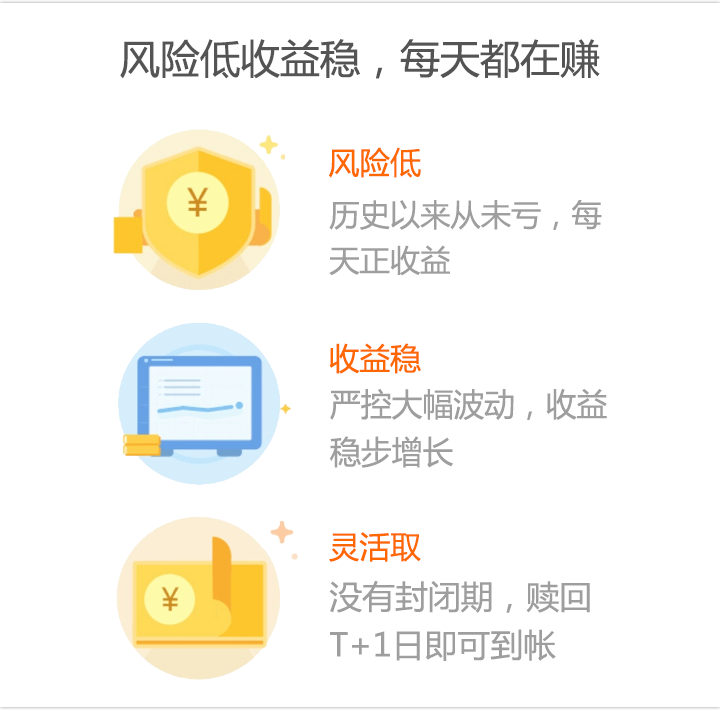 风险低收益稳，每天都在赚
¥
风险低
历史以来从未亏，每
天正收益
收益稳
严控大幅波动，收益
稳步增长
¥
灵活取
没有封闭期，赎回
T+1日即可到帐